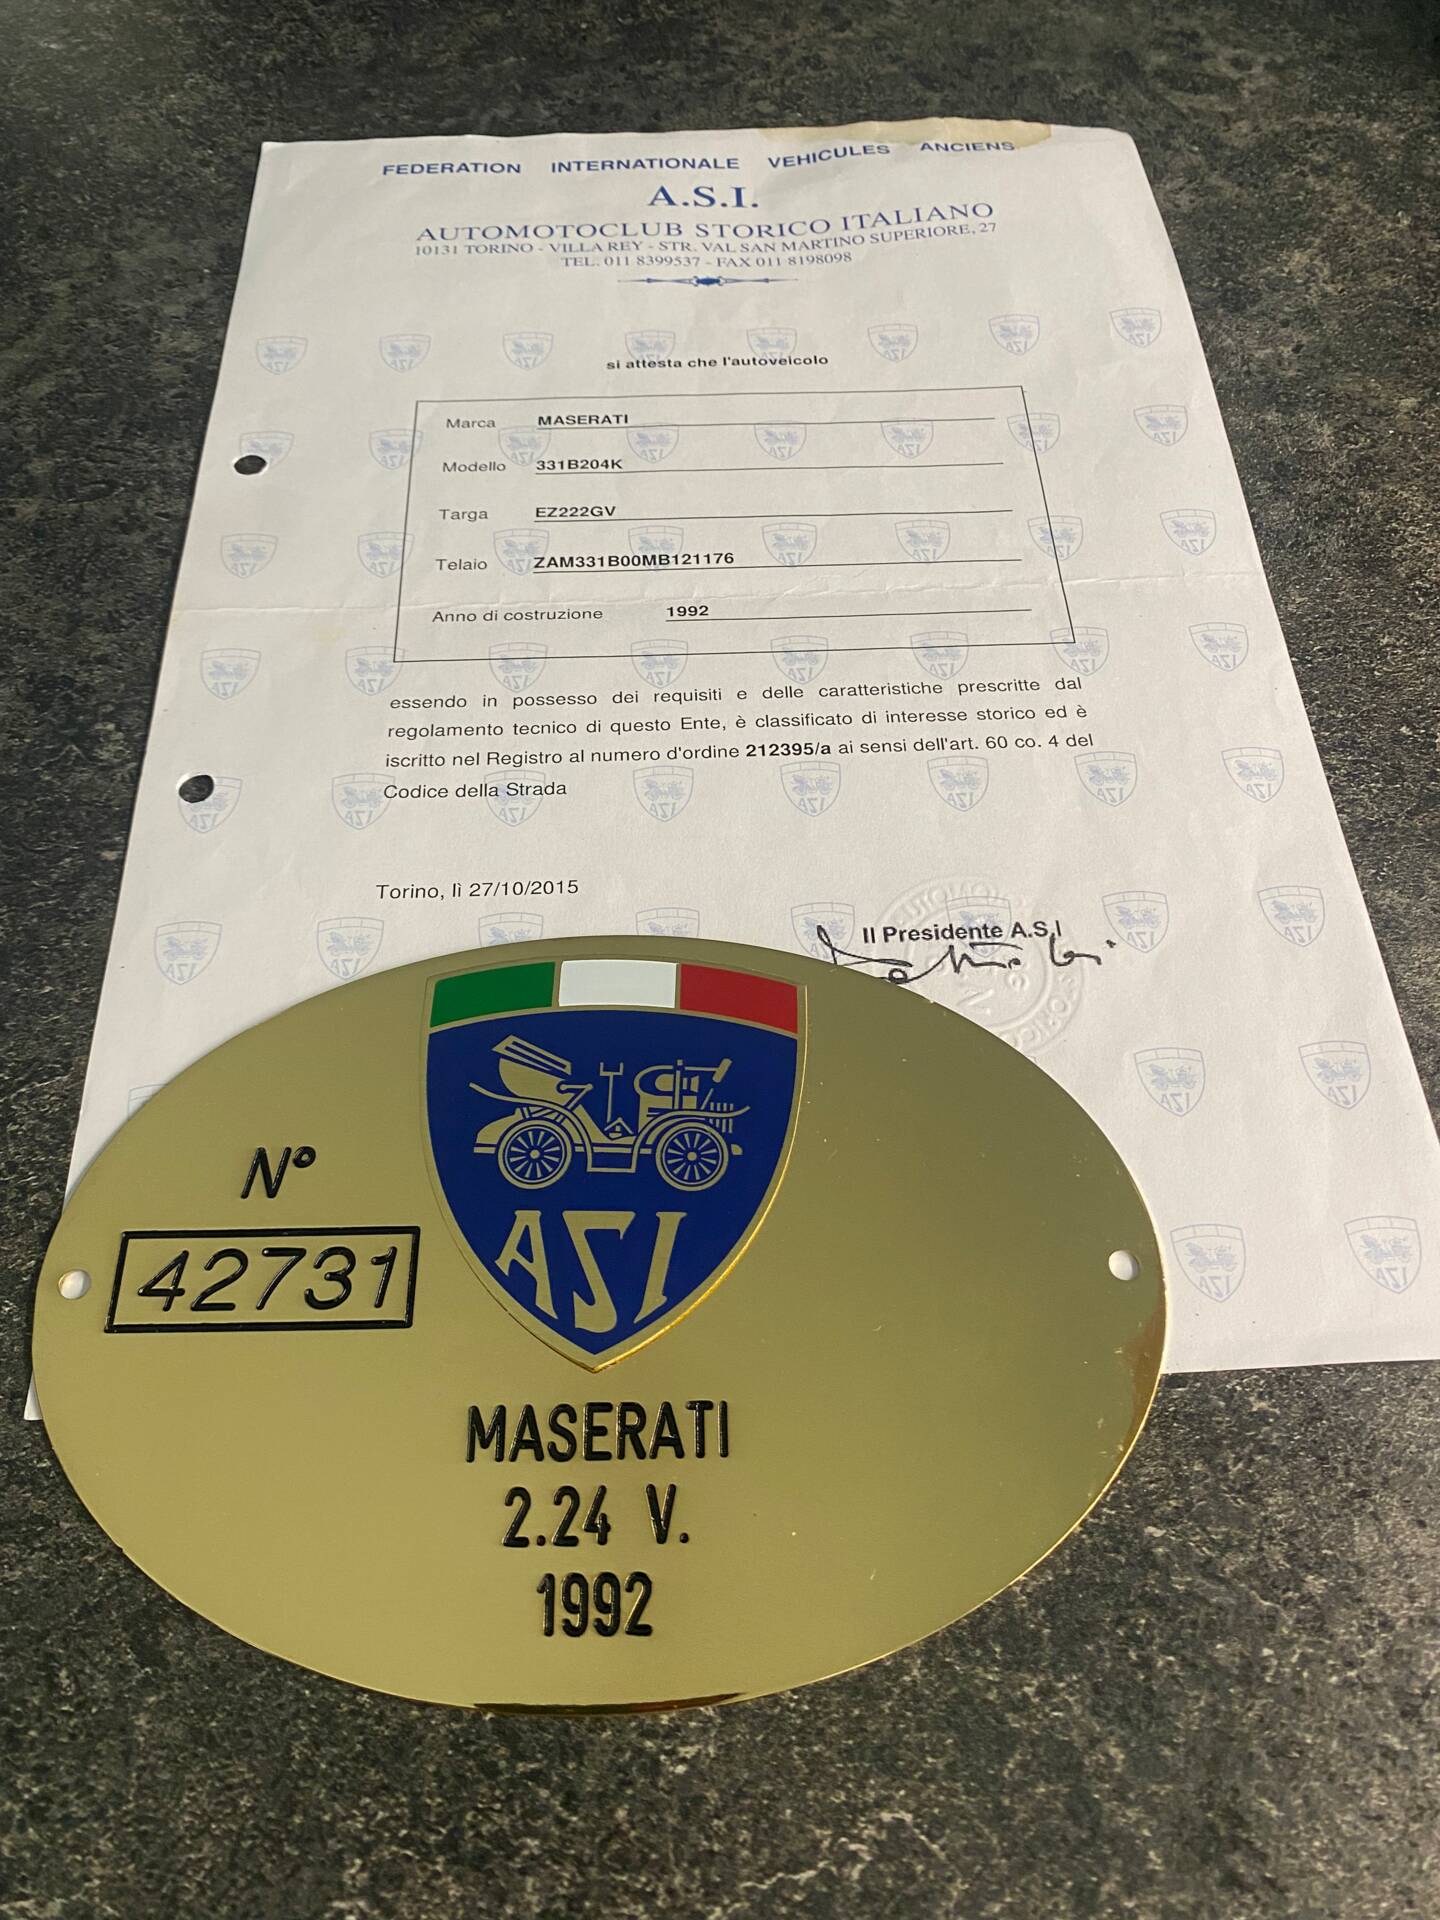 FEDERATION INTERNATIONALE VEHICULES ANCIENS
A.S.I.
AUTOMOTOCLUB STORICO ITALIANO
10131 TORINO - VILLA REY - STR. VAL SAN MARTINO SUPERIORE, 27
TEL. 011 8399537 - FAX 011 8198098
si attesta che l'autoveicolo
Marca MASERATI
Modello 331B204K
Targa EZ222GV
Telaio ZAM331B00MB121176
Anno di costruzione 1992
essendo in possesso dei requisiti e delle caratteristiche prescritte dal
regolamento tecnico di questo Ente, è classificato di interesse storico ed è
iscritto nel Registro al numero d'ordine 212395/a ai sensi dell'art. 60 co. 4 del
Codice della Strada
Torino, lì 27/10/2015
Il Presidente A.S.I
N°
42731
ASI
MASERATI
2.24 V.
1992